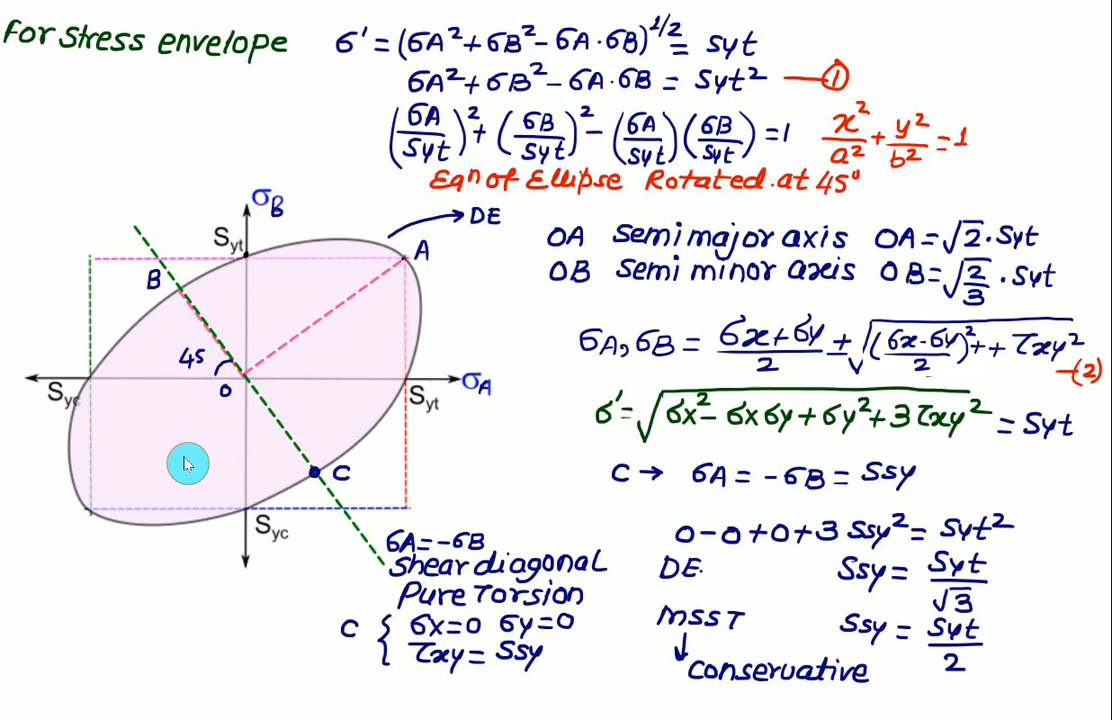 For Stress envelope
σ' = (σA² + σB² - σA·σB)^1/2 = Syt
σA² + σB² - σA·σB = Syt² — ①
(σA/Syt)² + (σB/Syt)² - (σA/Syt)(σB/Syt) = 1
x²/a² + y²/b² = 1
Eqn of Ellipse Rotated at 45°
σB
DE
Syt
A
B
45
O
Syc
Syt
σA
C
Syc
OA semi major axis OA = √2·Syt
OB semi minor axis OB = √2/3 · Syt
σA, σB = σx+σy/2 ± √(σx-σy/2)² + + τxy² —(2)
σ' = √σx² - σxσy + σy² + 3τxy² = Syt
C → σA = -σB = Ssy
0-0+0+3 Ssy² = Syt²
DE. Ssy = Syt/√3
MSST Ssy = Syt/2
↓
conservative
σA = -σB
Shear diagonal
Pure Torsion
C { σx=0 σy=0
τxy = Ssy